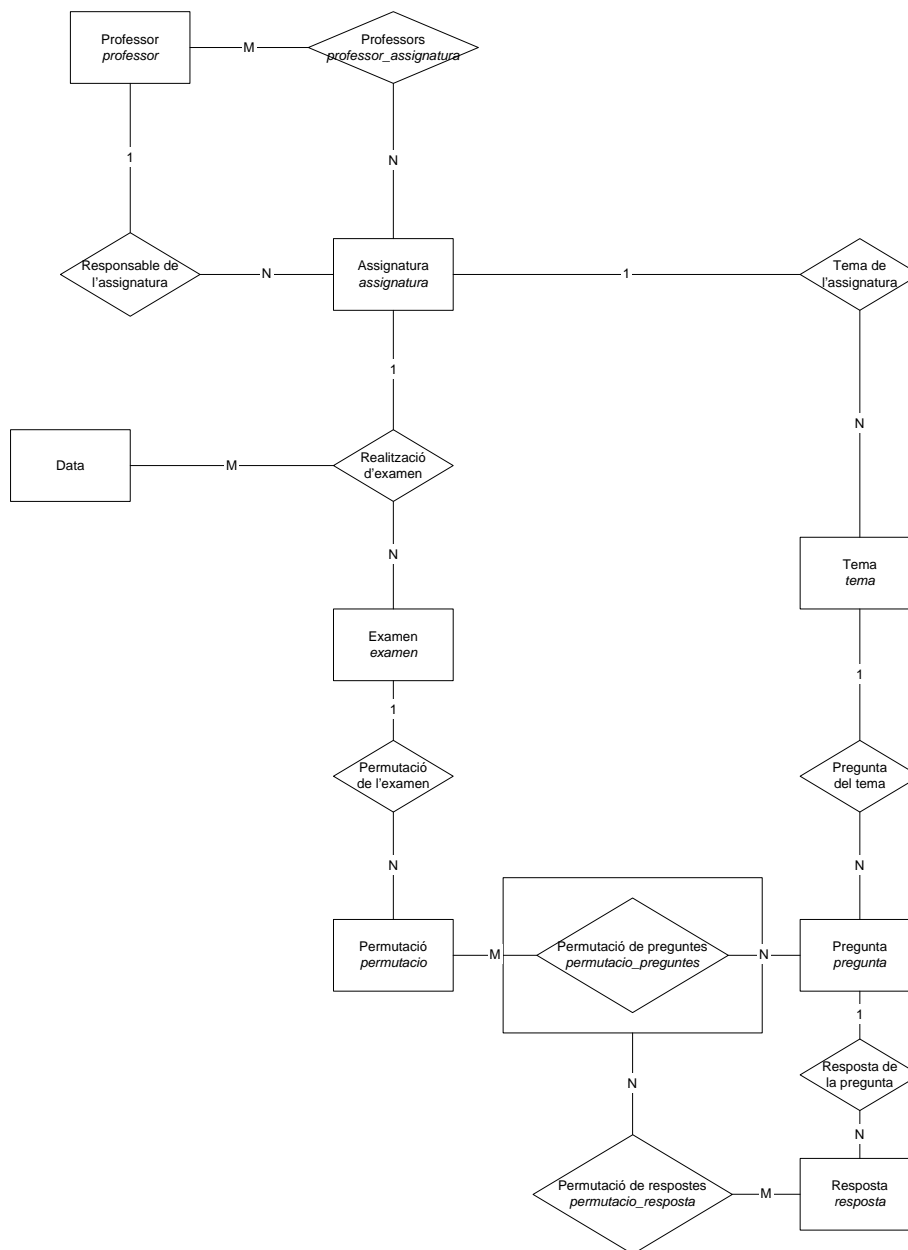 Professor
professor
M
Professors
professor_assignatura
1
N
Responsable de
l'assignatura
N
Assignatura
assignatura
1
Tema de
l'assignatura
1
N
Data
M
Realització
d'examen
N
Tema
tema
Examen
examen
1
1
Permutació
de l'examen
Pregunta
del tema
N
N
Permutació
permutacio
M
Permutació de preguntes
permutacio_preguntes
N
Pregunta
pregunta
1
N
Resposta de
la pregunta
N
Permutació de respostes
permutacio_resposta
M
Resposta
resposta